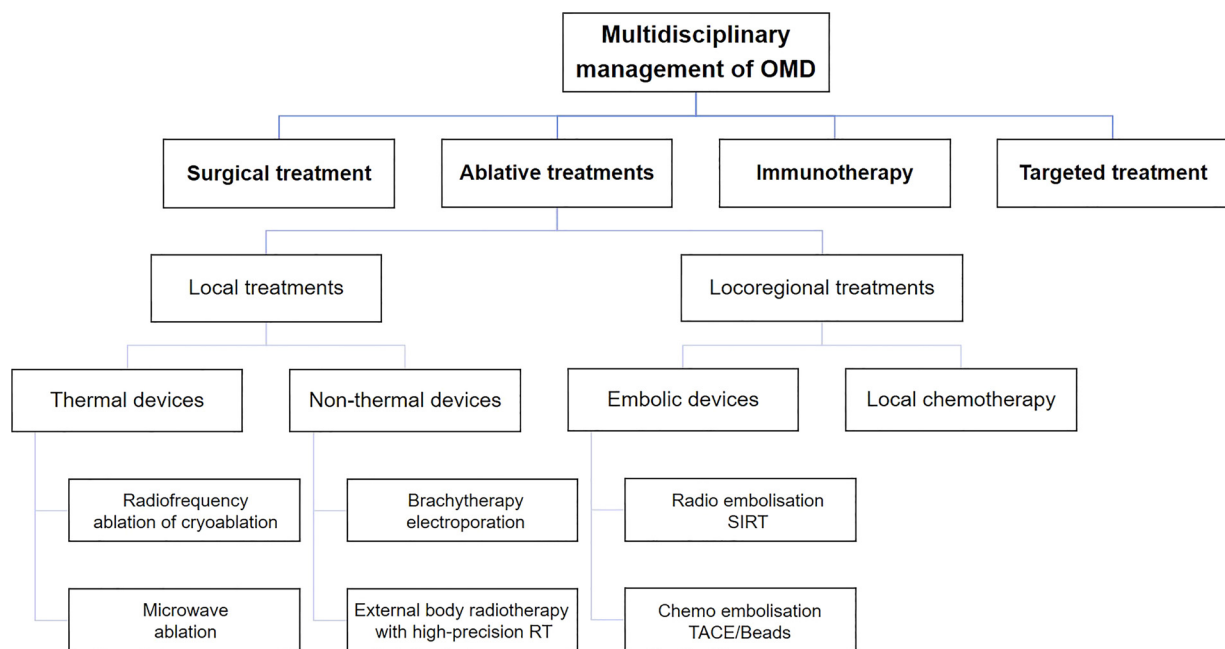 Multidisciplinary
management of OMD
Surgical treatment
Ablative treatments
Immunotherapy
Targeted treatment
Local treatments
Locoregional treatments
Thermal devices
Non-thermal devices
Embolic devices
Local chemotherapy
Radiofrequency
ablation of cryoablation
Brachytherapy
electroporation
Radio embolisation
SIRT
Microwave
ablation
External body radiotherapy
with high-precision RT
Chemo embolisation
TACE/Beads